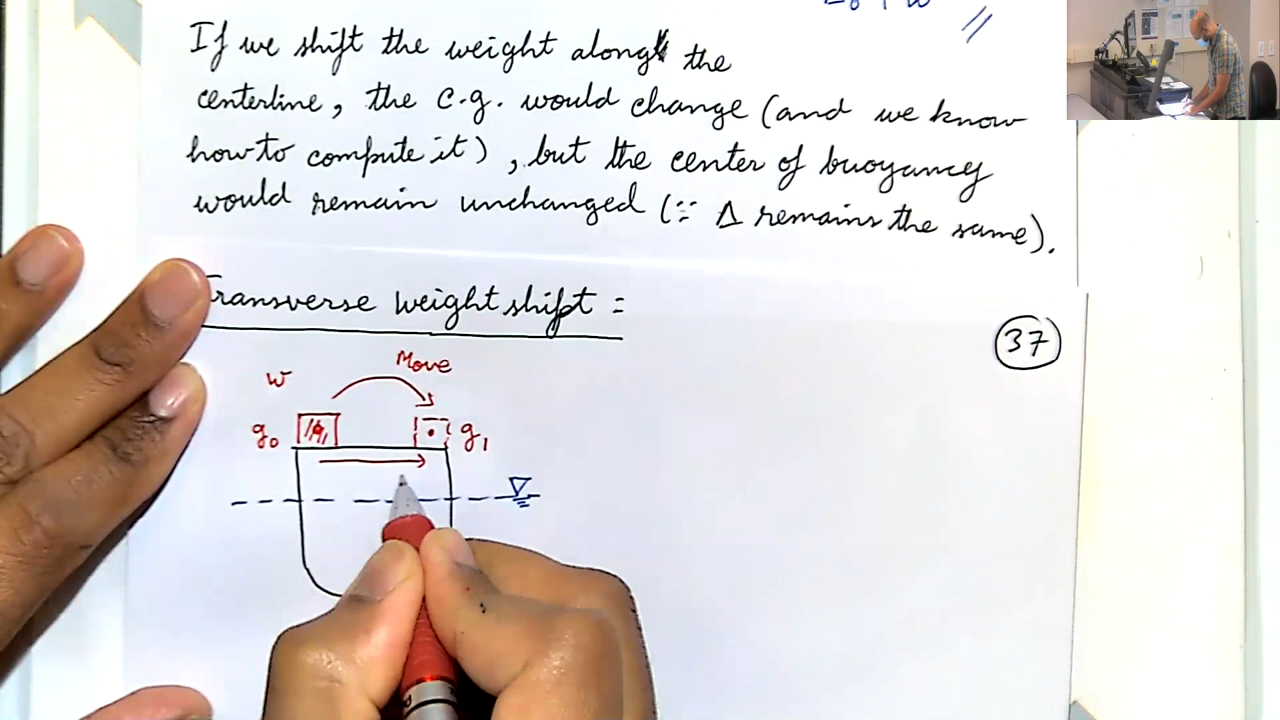 If we shift the weight along the
centerline, the c.g. would change (and we know
how to compute it), but the center of buoyancy
would remain unchanged (∵ Δ remains the same).
Transverse weight shift =
37
Move
w
g₀
g₁